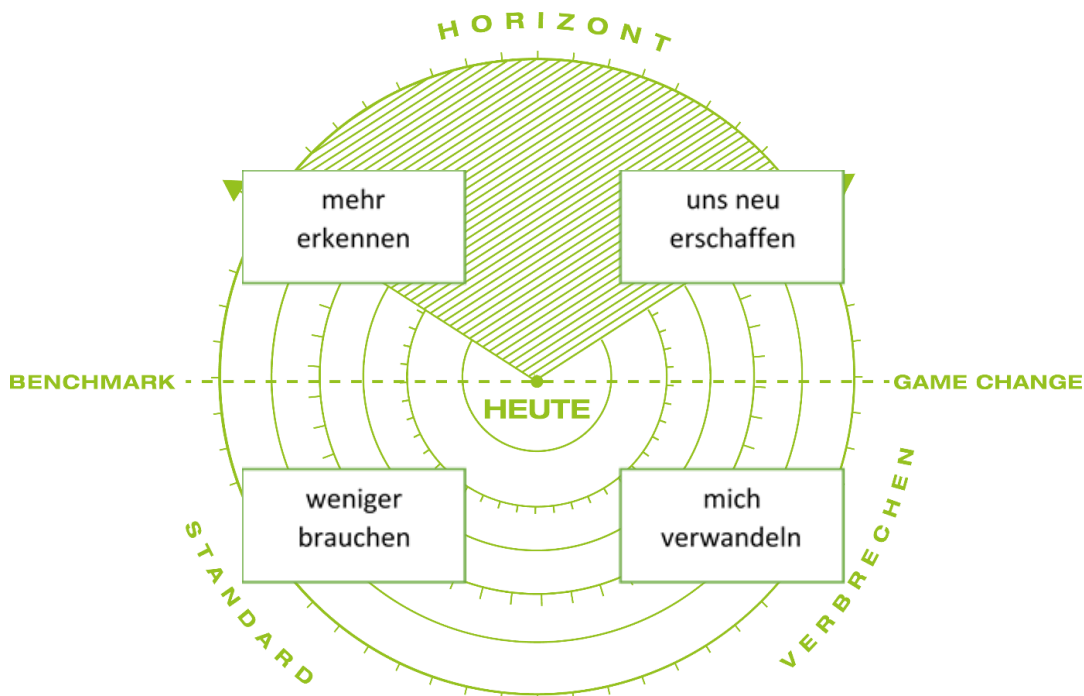 HORIZONT
mehr
erkennen
uns neu
erschaffen
BENCHMARK
GAME CHANGE
HEUTE
weniger
brauchen
mich
verwandeln
STANDARD
VERBRECHEN